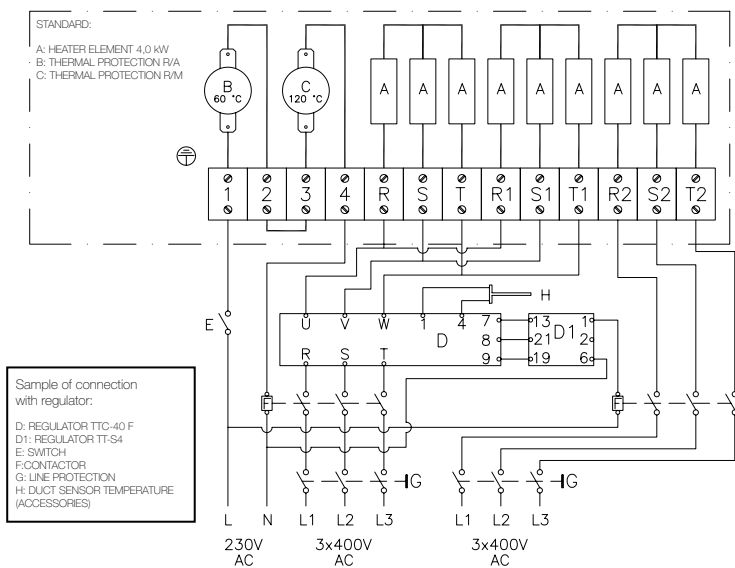 STANDARD:
A: HEATER ELEMENT 4,0 kW
B: THERMAL PROTECTION R/A
C: THERMAL PROTECTION R/M
B
60 °C
C
120 °C
A A A A A A A A A
1 2 3 4 R S T R1 S1 T1 R2 S2 T2
H
E
U V W 1 4 7 13 1
D 8 21 D1 2
R S T 9 19 6
Sample of connection
with regulator:
D: REGULATOR TTC-40 F
D1: REGULATOR TT-S4
E: SWITCH
F:CONTACTOR
G: LINE PROTECTION
H: DUCT SENSOR TEMPERATURE
(ACCESSORIES)
F F
G G
L N L1 L2 L3 L1 L2 L3
230V 3x400V 3x400V
AC AC AC